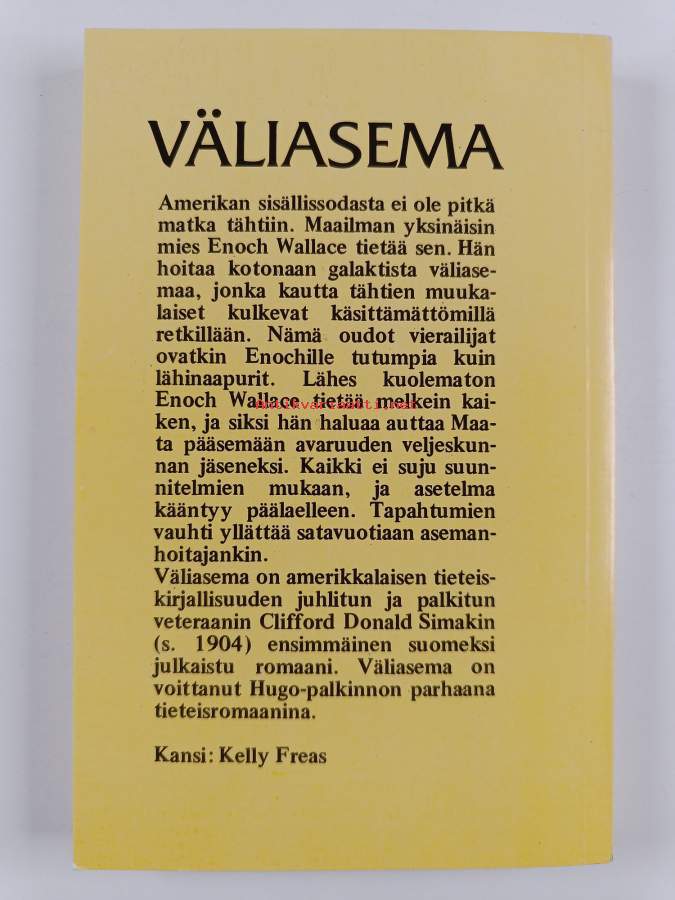 VÄLIASEMA
Amerikan sisällissodasta ei ole pitkä
matka tähtiin. Maailman yksinäisin
mies Enoch Wallace tietää sen. Hän
hoitaa kotonaan galaktista väliase-
maa, jonka kautta tähtien muuka-
laiset kulkevat käsittämättömillä
retkillään. Nämä oudot vierailijat
ovatkin Enochille tutumpia kuin
lähinaapurit. Lähes kuolematon
Enoch Wallace tietää melkein kai-
Antikvariaatti.net
ken, ja siksi hän haluaa auttaa Maa-
ta pääsemään avaruuden veljeskun-
nan jäseneksi. Kaikki ei suju suun-
nitelmien mukaan, ja asetelma
kääntyy päälaelleen. Tapahtumien
vauhti yllättää satavuotiaan aseman-
hoitajankin.
Väliasema on amerikkalaisen tieteis-
kirjallisuuden juhlitun ja palkitun
veteraanin Clifford Donald Simakin
(s. 1904) ensimmäinen suomeksi
julkaistu romaani. Väliasema on
voittanut Hugo-palkinnon parhaana
tieteisromaanina.
Kansi: Kelly Freas